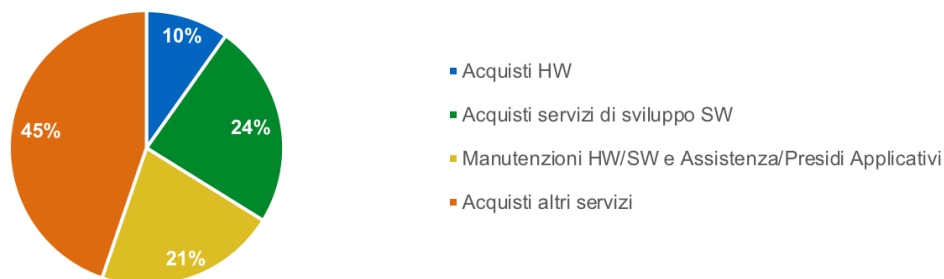 10%
24%
45%
21%
Acquisti HW
Acquisti servizi di sviluppo SW
Manutenzioni HW/SW e Assistenza/Presidi Applicativi
Acquisti altri servizi